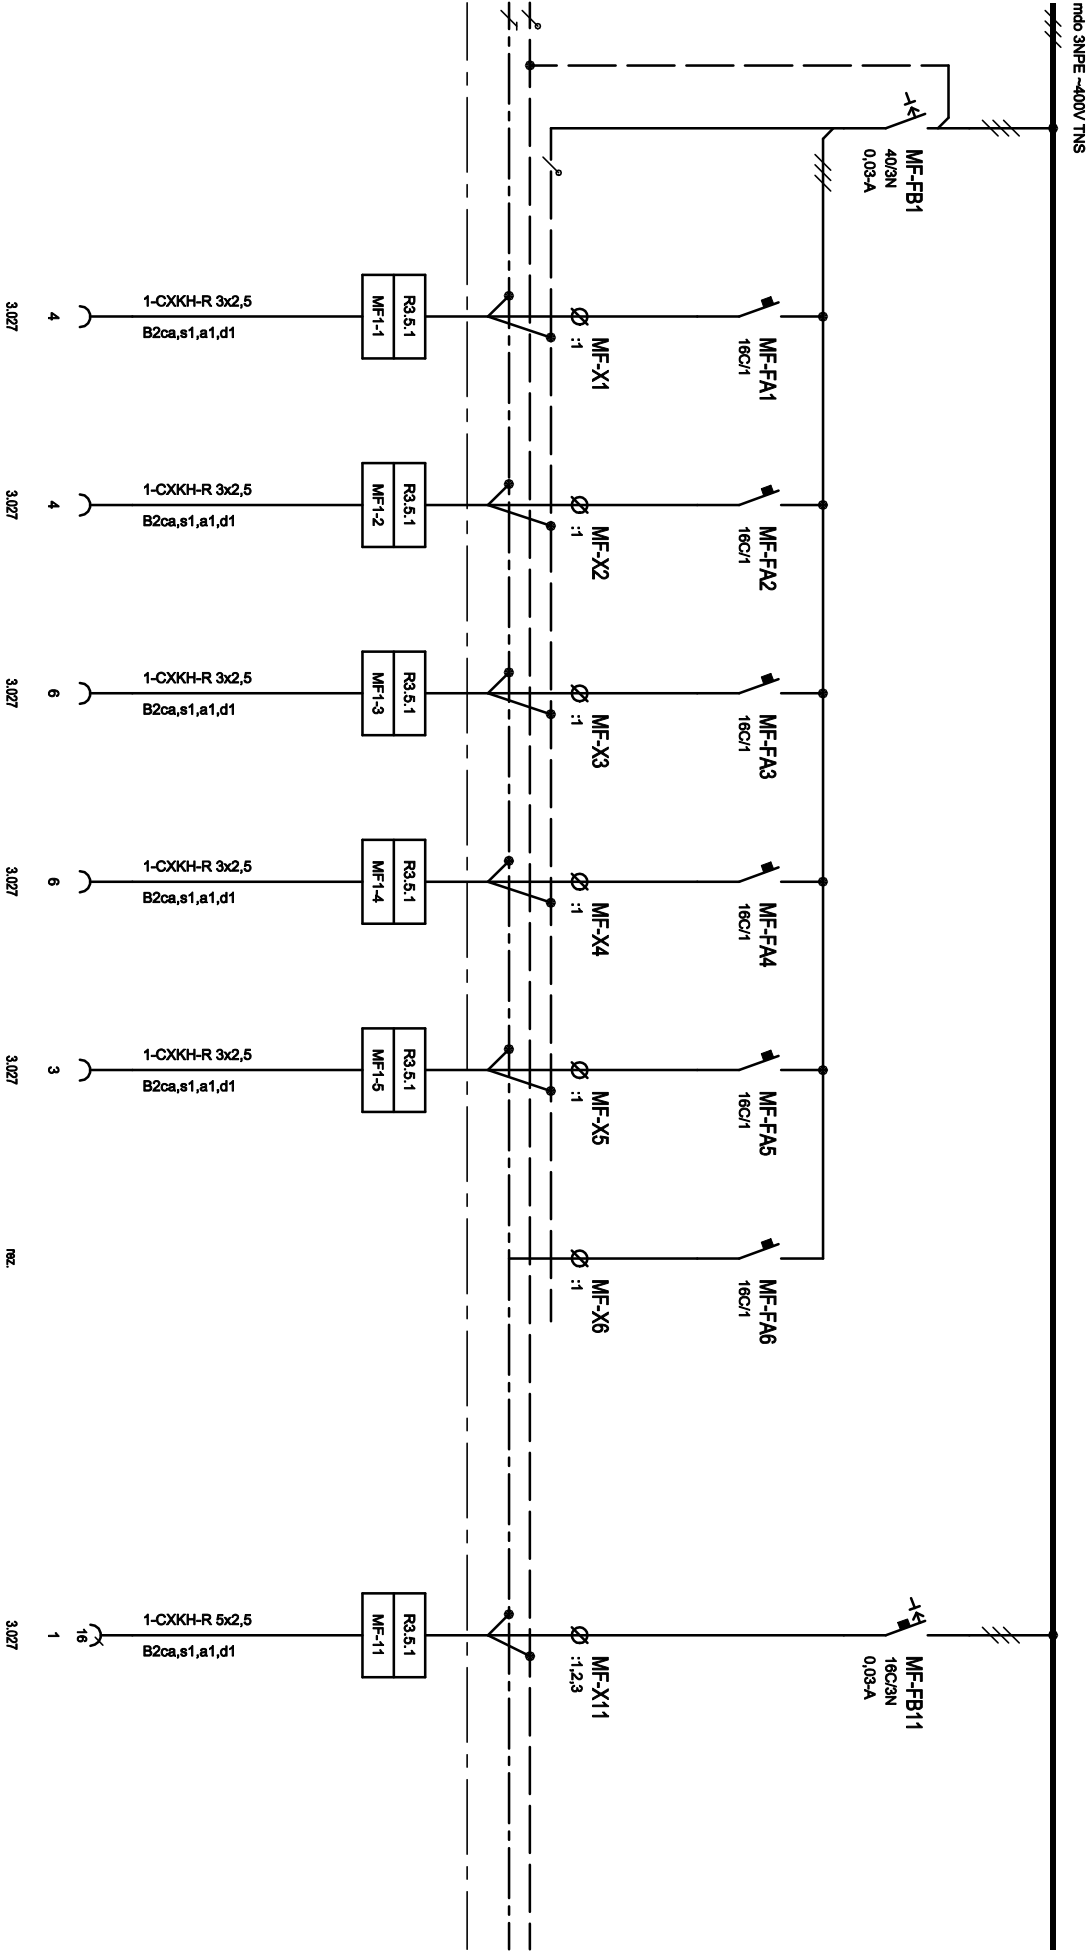 mdo 3NPE ~400V TNS
MF-FB1
40/3N
0,03-A
MF-FA1
16C/1
MF-X1
:1
R3.5.1
MF1-1
1-CXKH-R 3x2,5
B2ca,s1,a1,d1
4
3.027
MF-FA2
16C/1
MF-X2
:1
R3.5.1
MF1-2
1-CXKH-R 3x2,5
B2ca,s1,a1,d1
4
3.027
MF-FA3
16C/1
MF-X3
:1
R3.5.1
MF1-3
1-CXKH-R 3x2,5
B2ca,s1,a1,d1
6
3.027
MF-FA4
16C/1
MF-X4
:1
R3.5.1
MF1-4
1-CXKH-R 3x2,5
B2ca,s1,a1,d1
6
3.027
MF-FA5
16C/1
MF-X5
:1
R3.5.1
MF1-5
1-CXKH-R 3x2,5
B2ca,s1,a1,d1
3
3.027
MF-FA6
16C/1
MF-X6
:1
rez.
MF-FB11
16C/3N
0,03-A
MF-X11
:1,2,3
R3.5.1
MF-11
1-CXKH-R 5x2,5
B2ca,s1,a1,d1
16
1
3.027